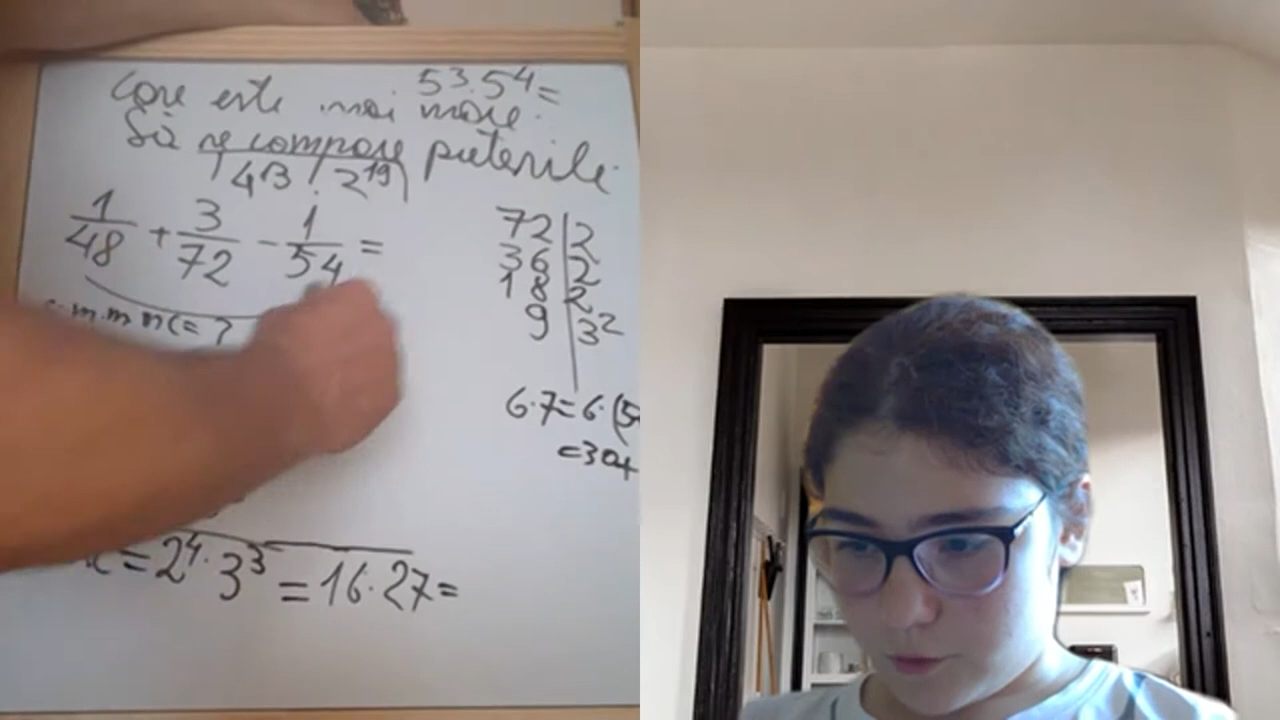 5³·5⁴=
Care este mai mare.
Să se compare puterile.
4¹³ 2¹⁹
1/48 + 3/72 - 1/54 =
c.m.m.m.c = ?
72 | 2
36 | 2
18 | 2
9 | 3²
6·7=6·(5+
=30+
c = 2⁴·3³ = 16·27=